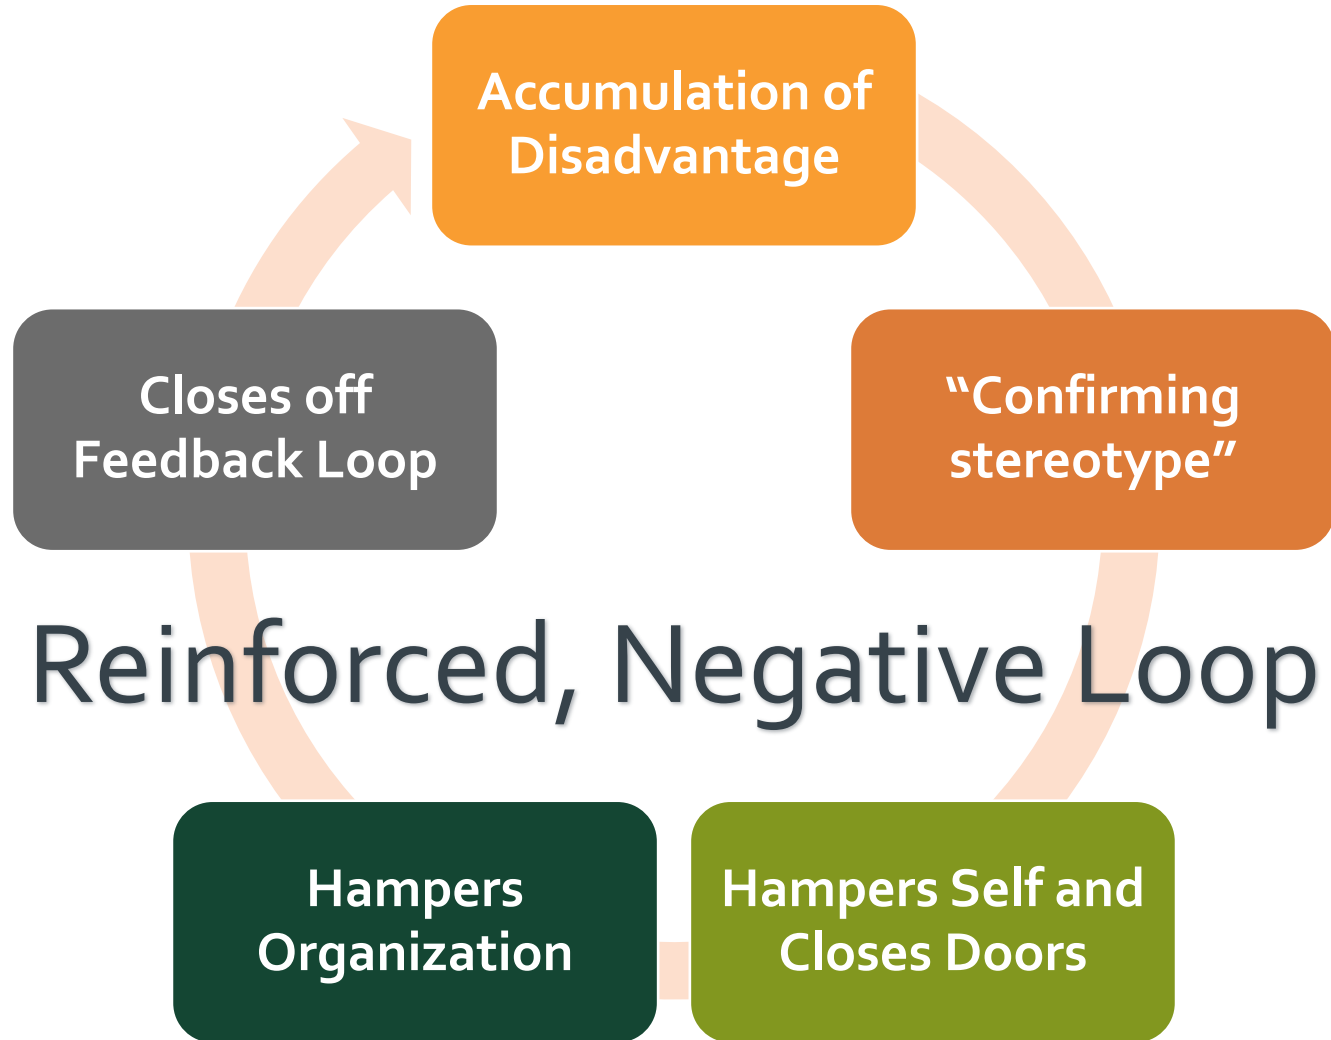 Accumulation of
Disadvantage
Closes off
Feedback Loop
“Confirming
stereotype”
Reinforced, Negative Loop
Hampers
Organization
Hampers Self and
Closes Doors